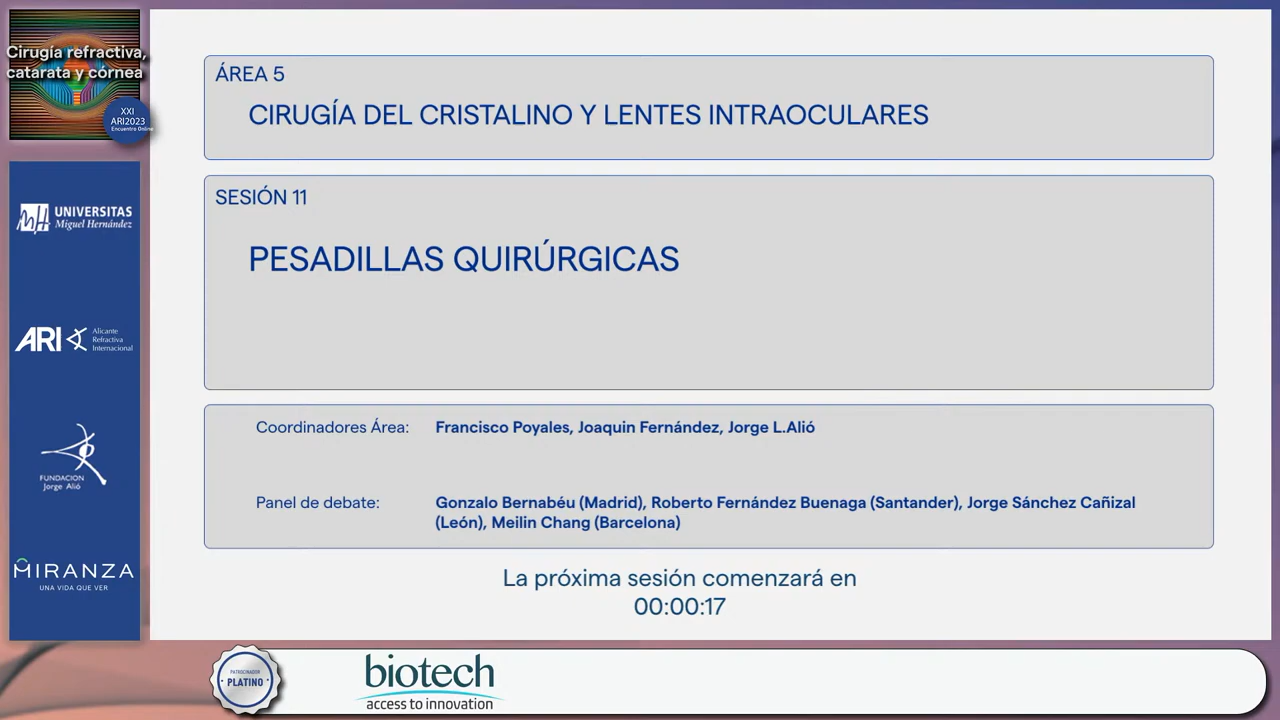 Cirugía refractiva,
catarata y córnea
XXI
ARI2023
Encuentro Online
UNIVERSITAS
Miguel Hernández
ARI
Alicante
Refractiva
Internacional
FUNDACION
Jorge Alió
MIRANZA
UNA VIDA QUE VER
ÁREA 5
CIRUGÍA DEL CRISTALINO Y LENTES INTRAOCULARES
SESIÓN 11
PESADILLAS QUIRÚRGICAS
Coordinadores Área: Francisco Poyales, Joaquin Fernández, Jorge L.Alió
Panel de debate: Gonzalo Bernabéu (Madrid), Roberto Fernández Buenaga (Santander), Jorge Sánchez Cañizal
(León), Meilin Chang (Barcelona)
La próxima sesión comenzará en
00:00:17
PATROCINADOR
PLATINO
biotech
access to innovation